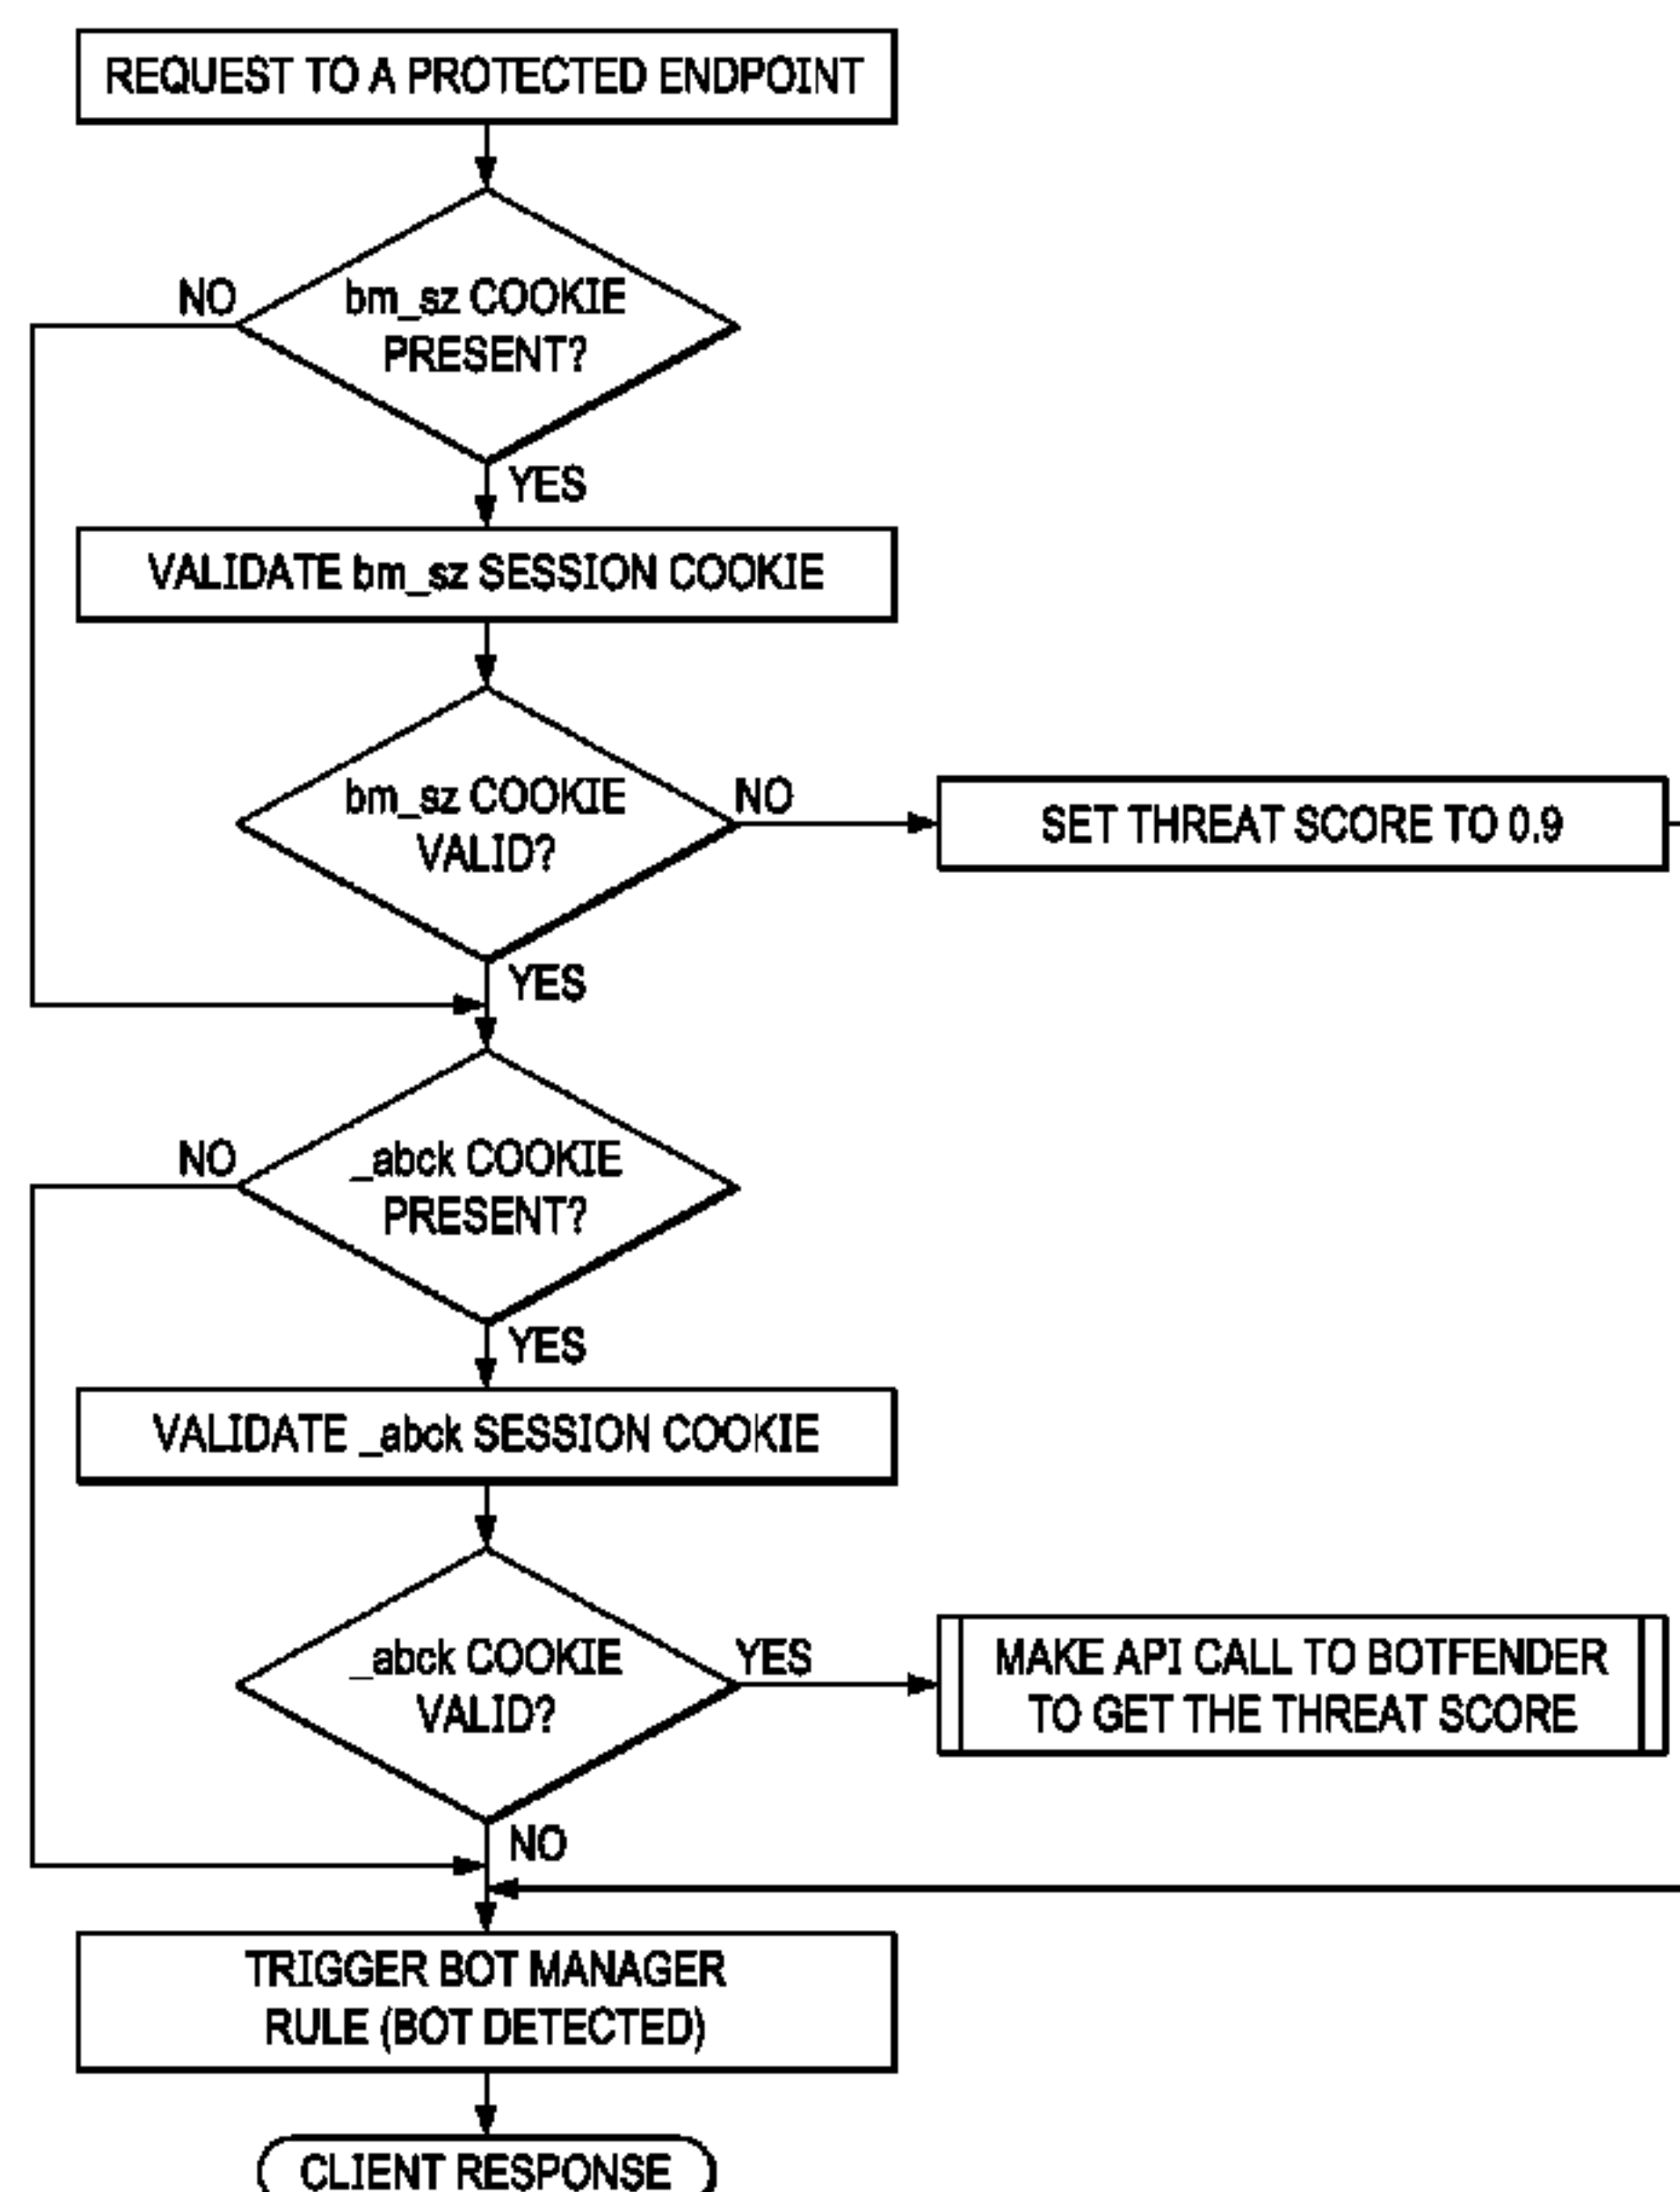 REQUEST TO A PROTECTED ENDPOINT
NO
bm_sz COOKIE
PRESENT?
YES
VALIDATE bm_sz SESSION COOKIE
bm_sz COOKIE
VALID?
NO
SET THREAT SCORE TO 0.9
YES
NO
_abck COOKIE
PRESENT?
YES
VALIDATE _abck SESSION COOKIE
_abck COOKIE
VALID?
YES
MAKE API CALL TO BOTFENDER
TO GET THE THREAT SCORE
NO
TRIGGER BOT MANAGER
RULE (BOT DETECTED)
CLIENT RESPONSE